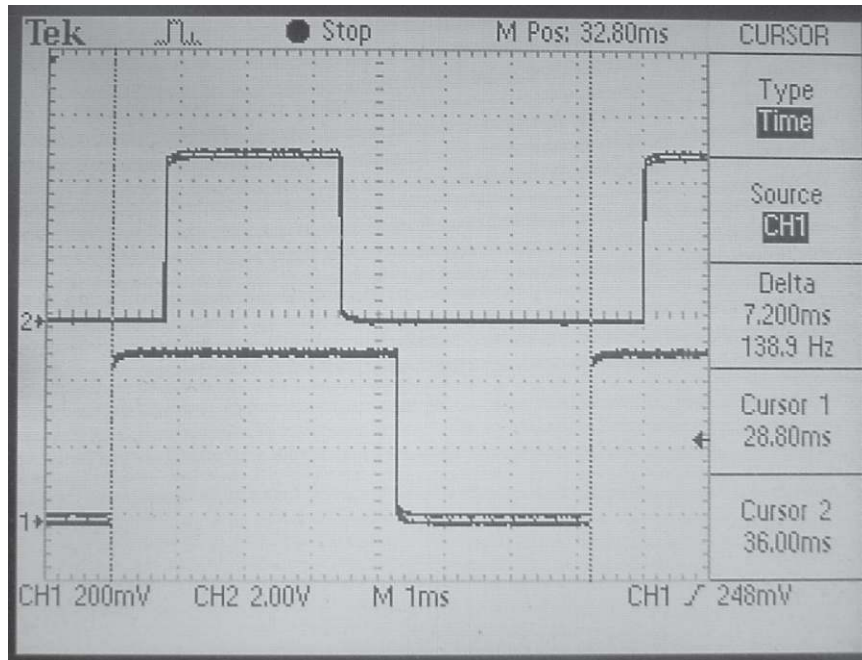 Tek Stop M Pos: 32.80ms CURSOR
Type
Time
Source
CH1
Delta
7.200ms
138.9 Hz
Cursor 1
28.80ms
Cursor 2
36.00ms
2
1
CH1 200mV CH2 2.00V M 1ms CH1 248mV